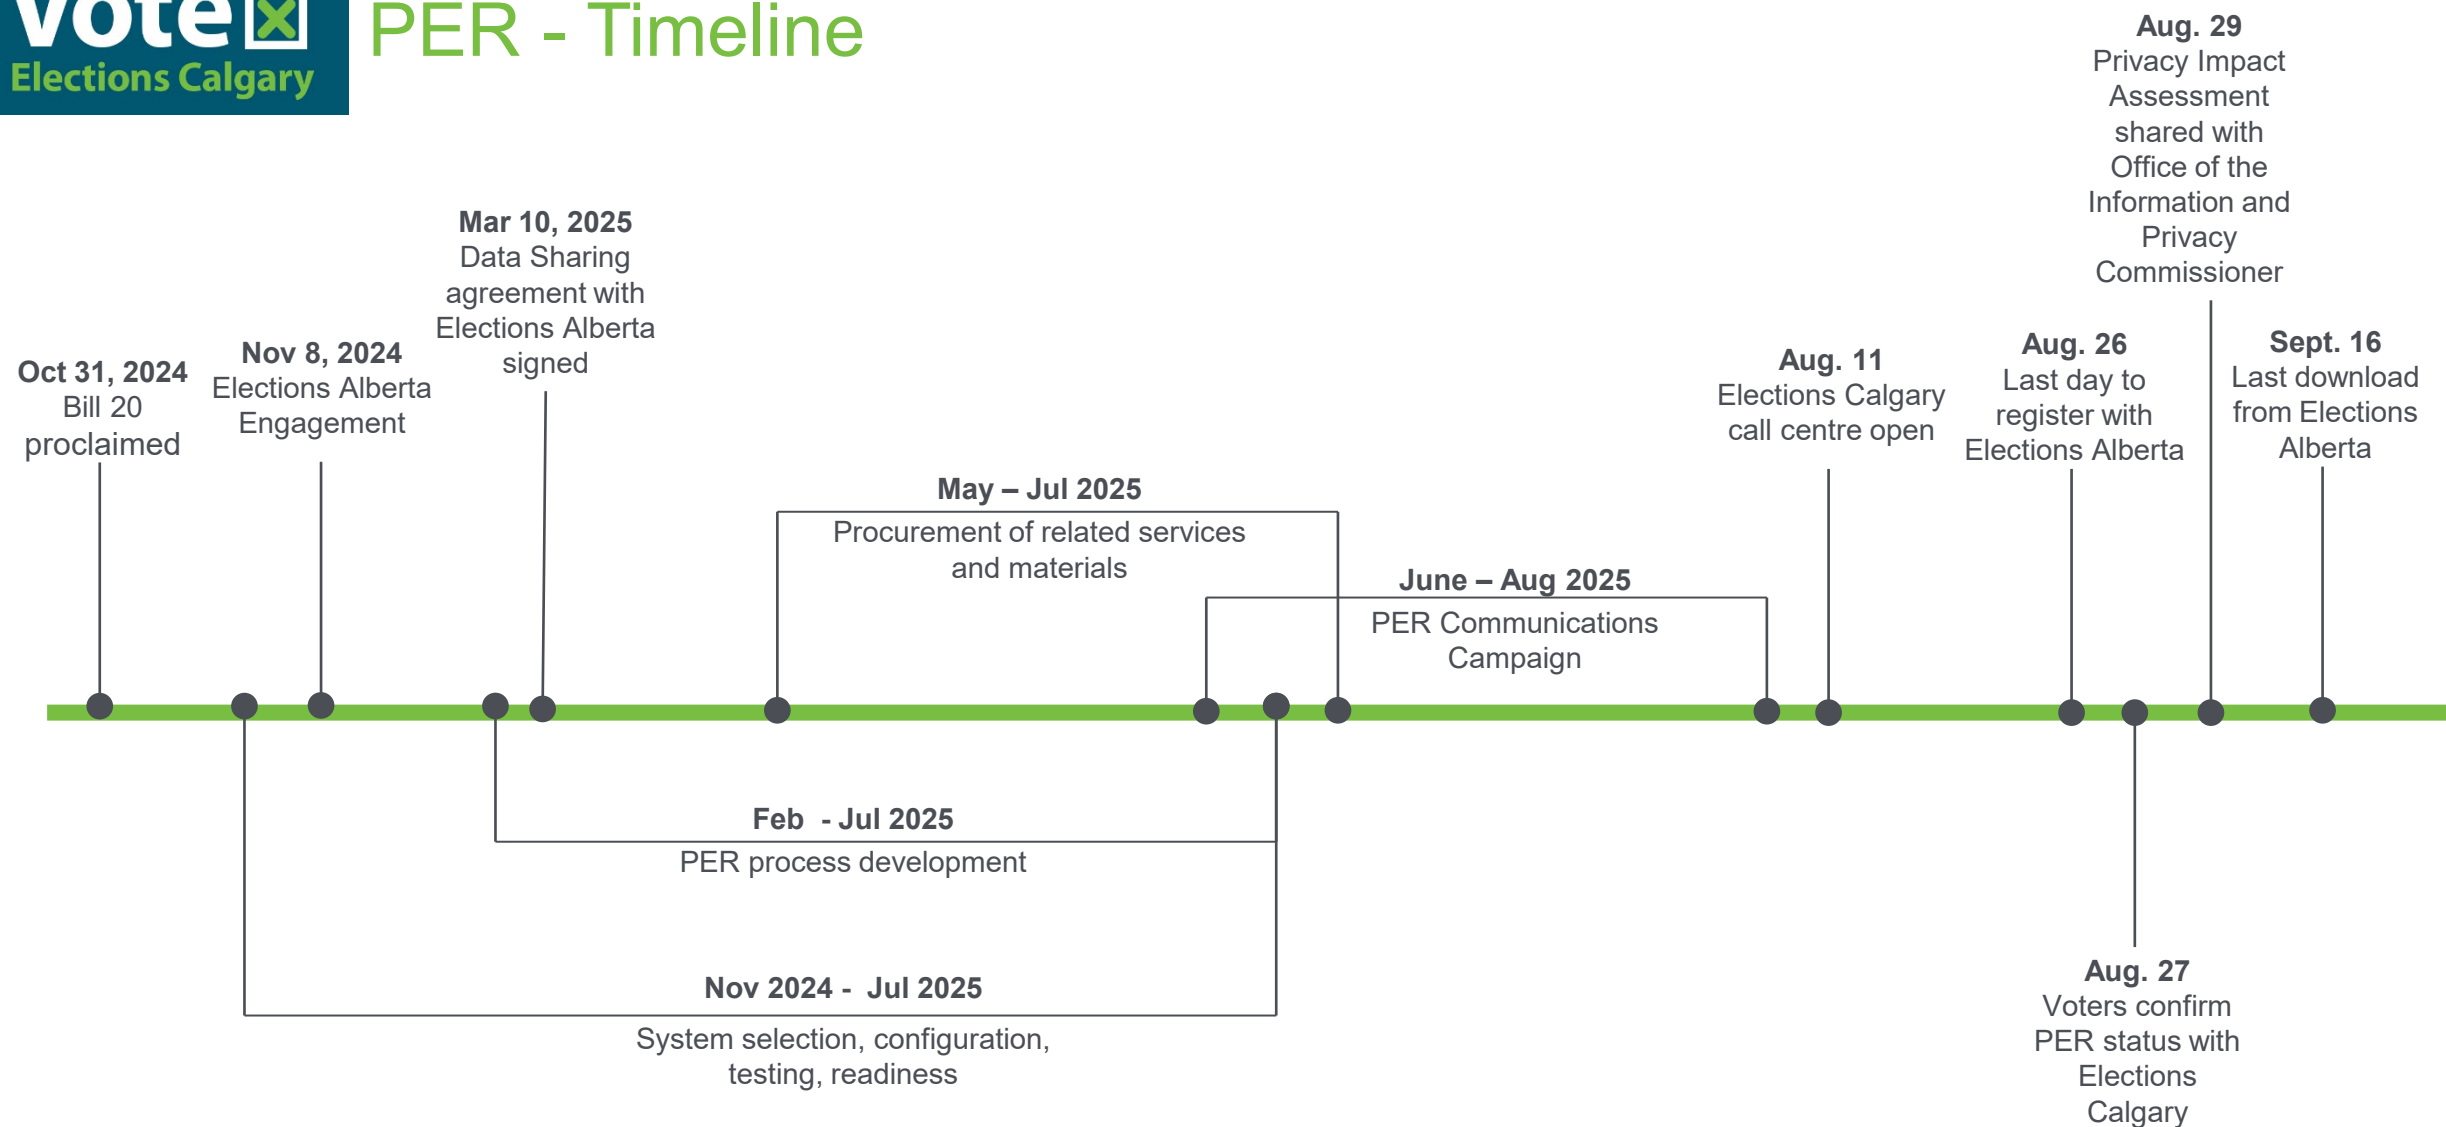 Vote
Elections Calgary
PER - Timeline
Oct 31, 2024
Bill 20
proclaimed
Nov 8, 2024
Elections Alberta
Engagement
Mar 10, 2025
Data Sharing
agreement with
Elections Alberta
signed
May – Jul 2025
Procurement of related services
and materials
June – Aug 2025
PER Communications
Campaign
Aug. 11
Elections Calgary
call centre open
Aug. 26
Last day to
register with
Elections Alberta
Aug. 29
Privacy Impact
Assessment
shared with
Office of the
Information and
Privacy
Commissioner
Sept. 16
Last download
from Elections
Alberta
Feb  - Jul 2025
PER process development
Nov 2024 -  Jul 2025
System selection, configuration,
testing, readiness
Aug. 27
Voters confirm
PER status with
Elections
Calgary